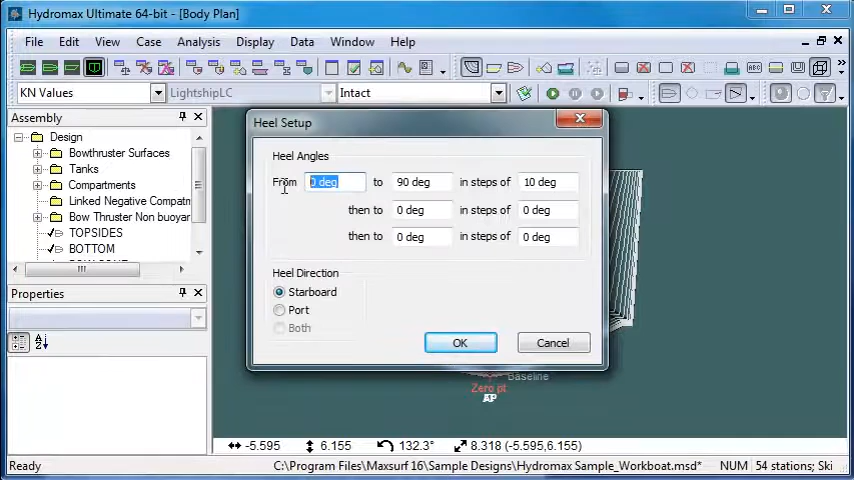 Hydromax Ultimate 64-bit - [Body Plan]
File Edit View Case Analysis Display Data Window Help
KN Values LightshipLC Intact
Assembly
Design
Bowthruster Surfaces
Tanks
Compartments
Linked Negative Compartm
Bow Thruster Non buoyar
TOPSIDES
BOTTOM
Properties
Heel Setup
Heel Angles
From 0 deg to 90 deg in steps of 10 deg
then to 0 deg in steps of 0 deg
then to 0 deg in steps of 0 deg
Heel Direction
Starboard
Port
Both
OK Cancel
Baseline
Zero pt
AP
-5.595 6.155 132.3° 8.318 (-5.595,6.155)
Ready C:\Program Files\Maxsurf 16\Sample Designs\Hydromax Sample_Workboat.msd* NUM 54 stations; Ski